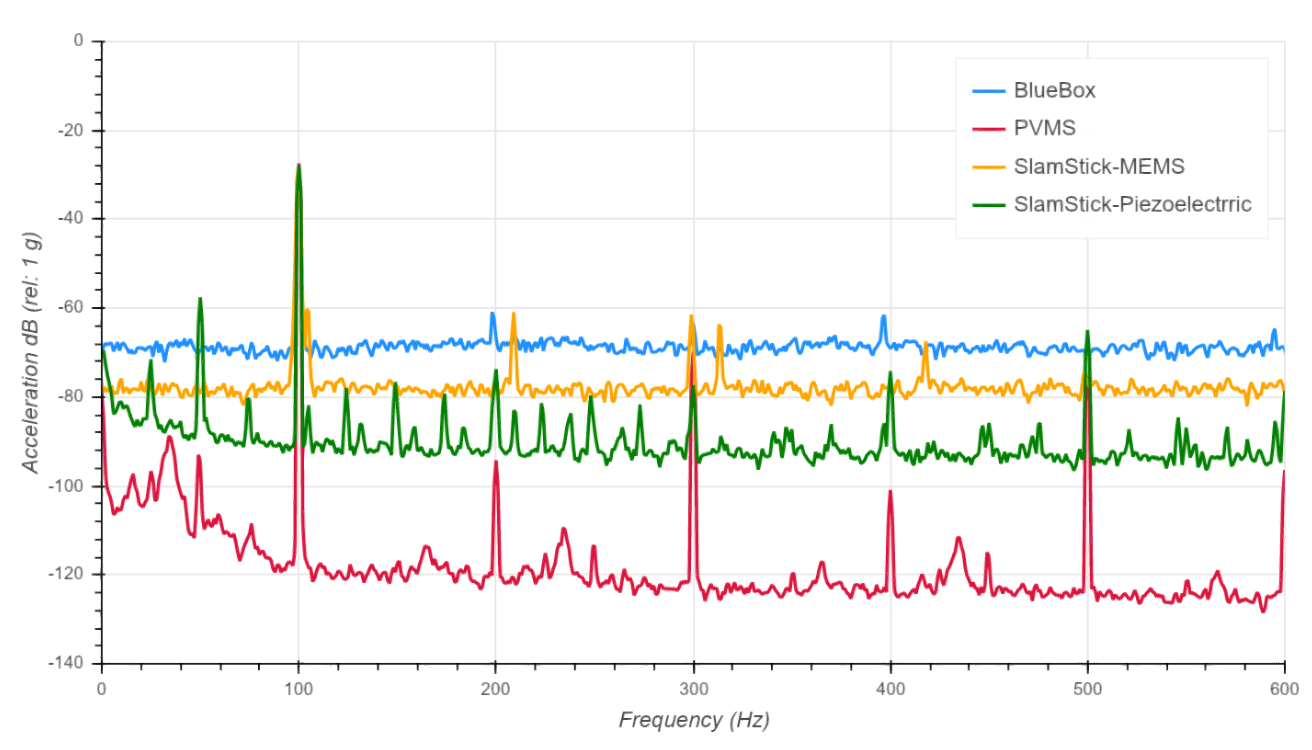 0
-20
-40
-60
-80
-100
-120
-140
Acceleration dB (rel: 1 g)
BlueBox
PVMS
SlamStick-MEMS
SlamStick-Piezoelectrric
0 100 200 300 400 500 600
Frequency (Hz)